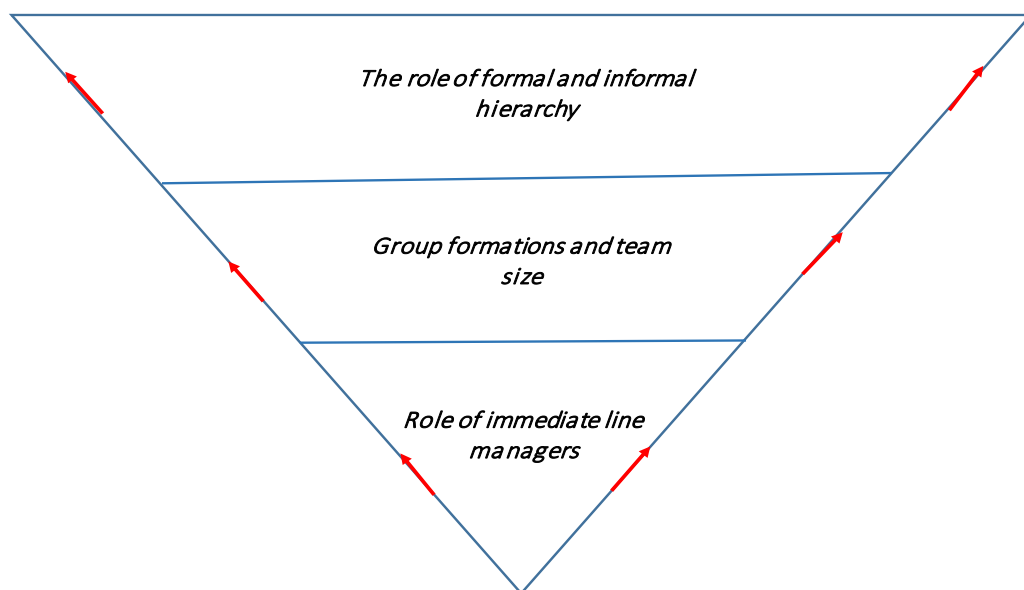 The role of formal and informal
hierarchy
Group formations and team
size
Role of immediate line
managers